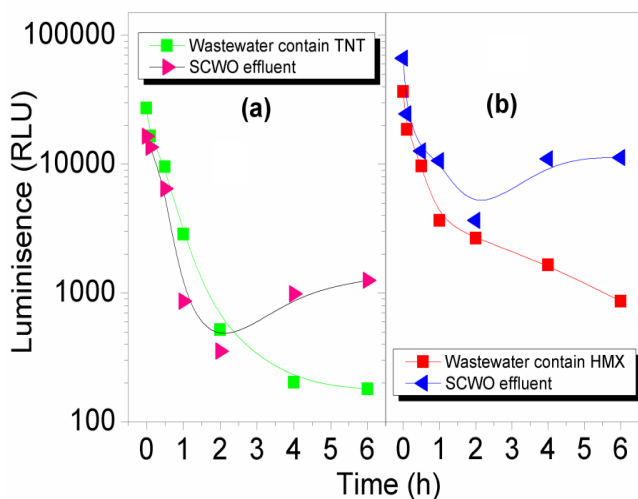 100000
10000
1000
100
Luminisence (RLU)
Wastewater contain TNT
SCWO effluent
(a)
(b)
Wastewater contain HMX
SCWO effluent
0 1 2 3 4 5 6
0 1 2 3 4 5 6
Time (h)